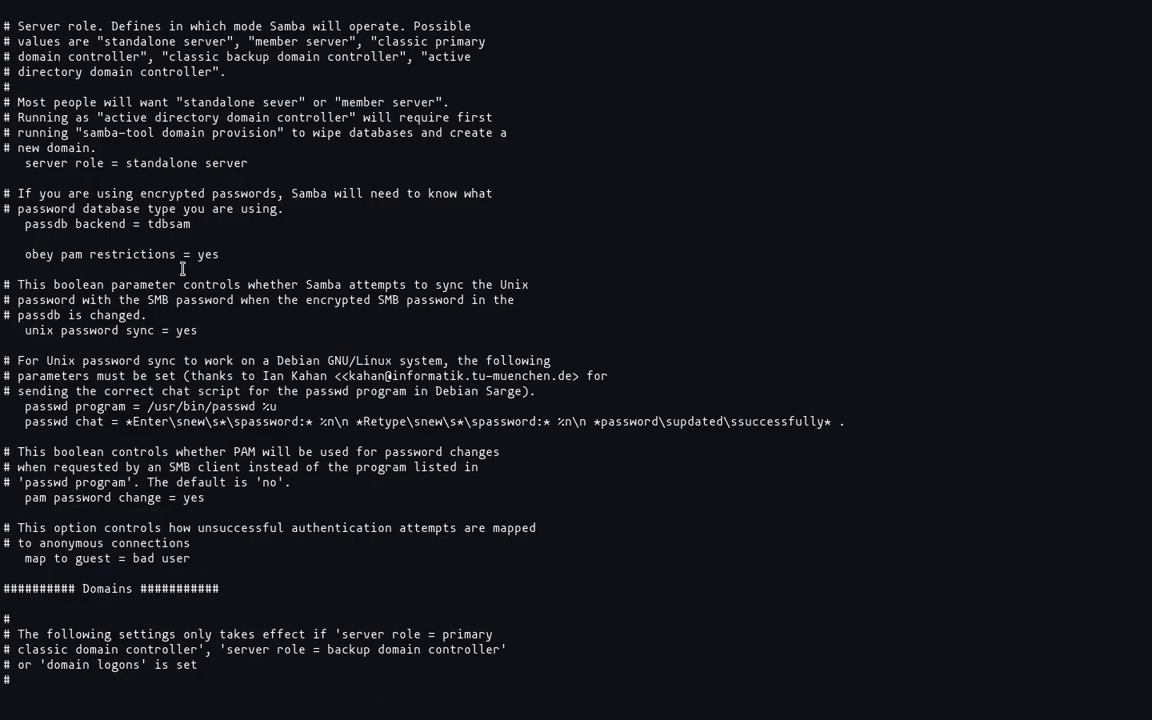 # Server role. Defines in which mode Samba will operate. Possible
# values are "standalone server", "member server", "classic primary
# domain controller", "classic backup domain controller", "active
# directory domain controller".
#
# Most people will want "standalone sever" or "member server".
# Running as "active directory domain controller" will require first
# running "samba-tool domain provision" to wipe databases and create a
# new domain.
   server role = standalone server

# If you are using encrypted passwords, Samba will need to know what
# password database type you are using.
   passdb backend = tdbsam

   obey pam restrictions = yes

# This boolean parameter controls whether Samba attempts to sync the Unix
# password with the SMB password when the encrypted SMB password in the
# passdb is changed.
   unix password sync = yes

# For Unix password sync to work on a Debian GNU/Linux system, the following
# parameters must be set (thanks to Ian Kahan <<kahan@informatik.tu-muenchen.de> for
# sending the correct chat script for the passwd program in Debian Sarge).
   passwd program = /usr/bin/passwd %u
   passwd chat = *Enter\snew\s*\spassword:* %n\n *Retype\snew\s*\spassword:* %n\n *password\supdated\ssuccessfully* .

# This boolean controls whether PAM will be used for password changes
# when requested by an SMB client instead of the program listed in
# 'passwd program'. The default is 'no'.
   pam password change = yes

# This option controls how unsuccessful authentication attempts are mapped
# to anonymous connections
   map to guest = bad user

########## Domains ###########

#
# The following settings only takes effect if 'server role = primary
# classic domain controller', 'server role = backup domain controller'
# or 'domain logons' is set
#